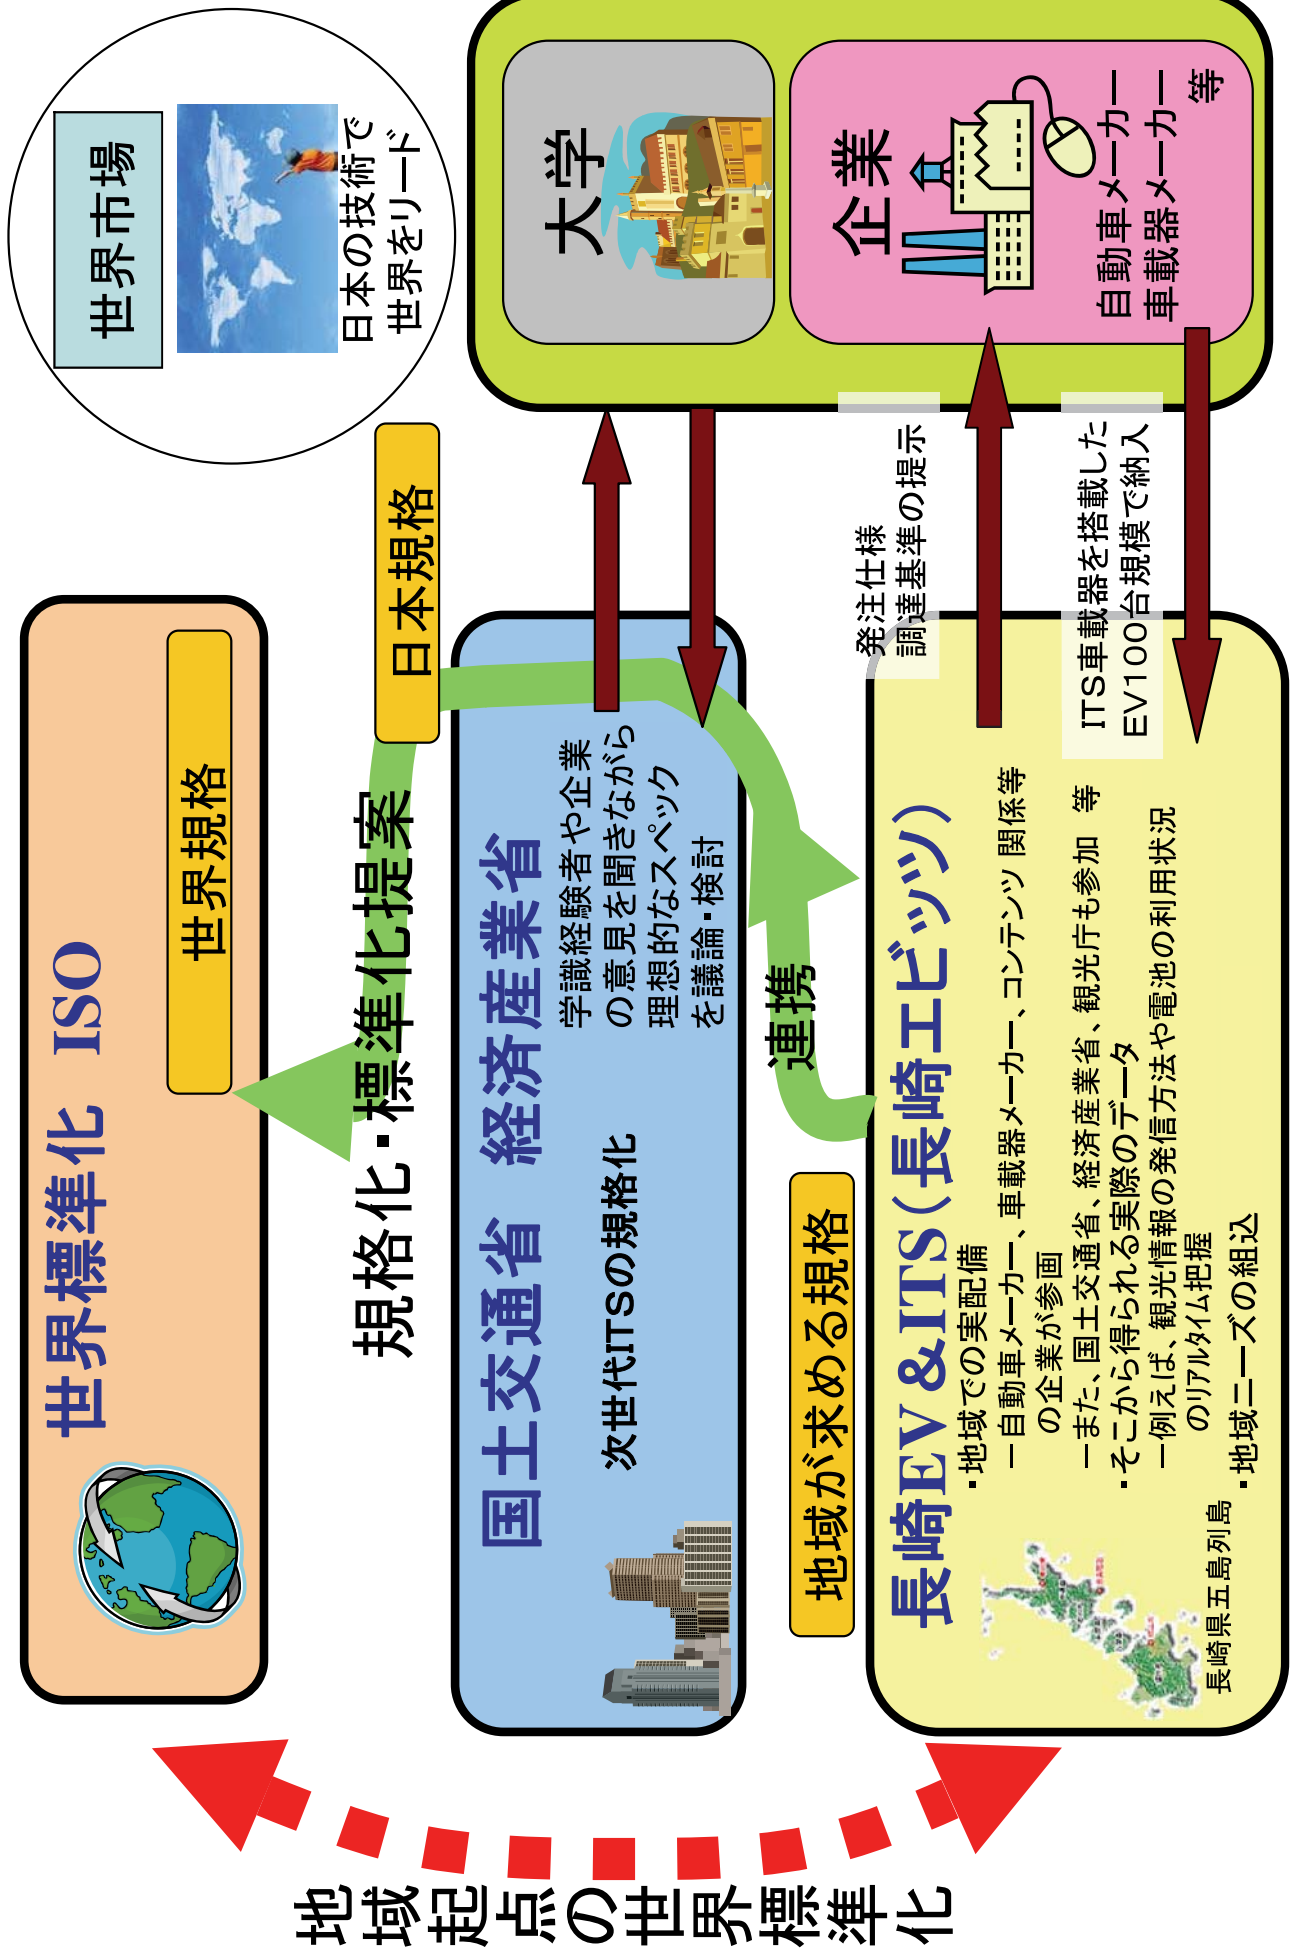 地域起点の世界標準化
世界標準化　ISO
世界規格
世界市場
日本の技術で
世界をリード
規格化・標準化提案
日本規格
国土交通省　経済産業省
次世代ITSの規格化
学識経験者や企業
の意見を聞きながら
理想的なスペック
を議論・検討
大学
企業
自動車メーカー
車載器メーカー
等
連携
発注仕様
調達基準の提示
ITS車載器を搭載した
EV100台規模で納入
地域が求める規格
長崎EV＆ITS（長崎エビッツ）
・地域での実配備
－自動車メーカー、車載器メーカー、コンテンツ 関係等
の企業が参画
－また、国土交通省、経済産業省、観光庁も参加　等
・そこから得られる実際のデータ
－例えば、観光情報の発信方法や電池の利用状況
のリアルタイム把握
・地域ニーズの組込
長崎県五島列島